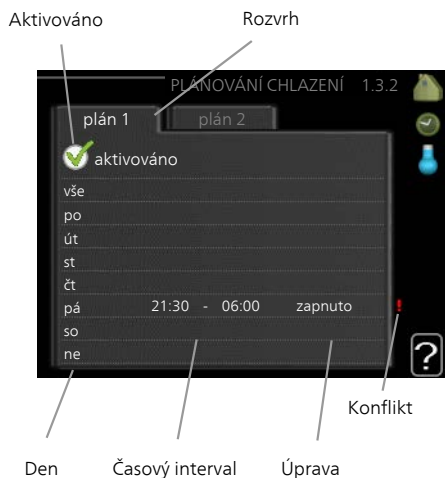 Aktivováno Rozvrh
PLÁNOVÁNÍ CHLAZENÍ 1.3.2
plán 1 plán 2
aktivováno
vše
po
út
st
čt
pá 21:30 - 06:00 zapnuto !
so
ne
?
Konflikt
Den Časový interval Úprava